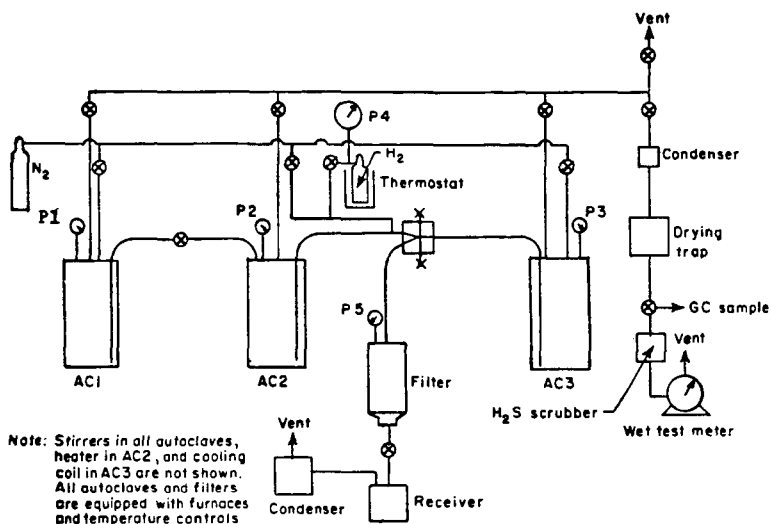 Vent
P4
H2
Thermostat
N2
P1
P2
P3
Condenser
Drying
trap
GC sample
Vent
H2S scrubber
Wet test meter
P5
AC1
AC2
Filter
AC3
Note: Stirrers in all autoclaves,
heater in AC2, and cooling
coil in AC3 are not shown.
All autoclaves and filters
are equipped with furnaces
and temperature controls
Vent
Condenser
Receiver